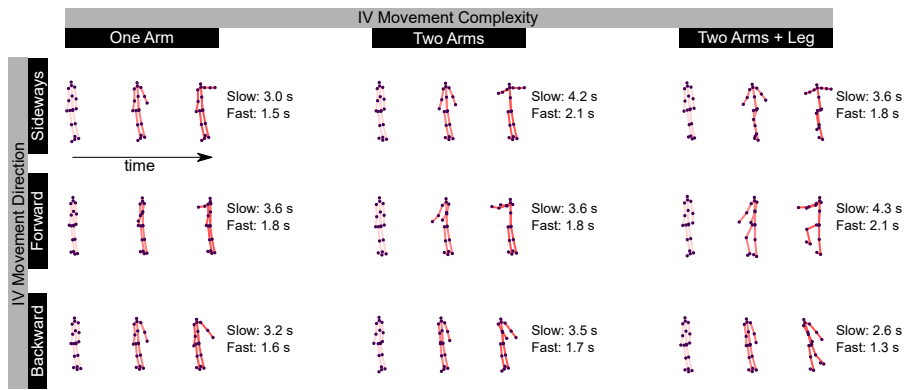 IV Movement Complexity
One Arm
Two Arms
Two Arms + Leg
IV Movement Direction
Sideways
Slow: 3.0 s
Fast: 1.5 s
Slow: 4.2 s
Fast: 2.1 s
Slow: 3.6 s
Fast: 1.8 s
time
Forward
Slow: 3.6 s
Fast: 1.8 s
Slow: 3.6 s
Fast: 1.8 s
Slow: 4.3 s
Fast: 2.1 s
Backward
Slow: 3.2 s
Fast: 1.6 s
Slow: 3.5 s
Fast: 1.7 s
Slow: 2.6 s
Fast: 1.3 s